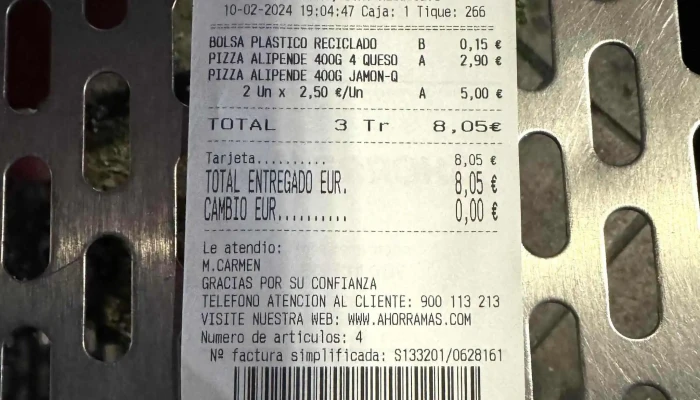 10-02-2024 19:04:47 Caja: 1 Tique: 266
BOLSA PLASTICO RECICLADO B 0,15 €
PIZZA ALIPENDE 400G 4 QUESO A 2,90 €
PIZZA ALIPENDE 400G JAMON-Q
2 Un x 2,50 €/Un A 5,00 €
TOTAL 3 Tr 8,05€
Tarjeta.......... 8,05 €
TOTAL ENTREGADO EUR. 8,05 €
CAMBIO EUR.......... 0,00 €
Le atendio:
M.CARMEN
GRACIAS POR SU CONFIANZA
TELEFONO ATENCION AL CLIENTE: 900 113 213
VISITE NUESTRA WEB: WWW.AHORRAMAS.COM
Numero de articulos: 4
Nº factura simplificada: S133201/0628161